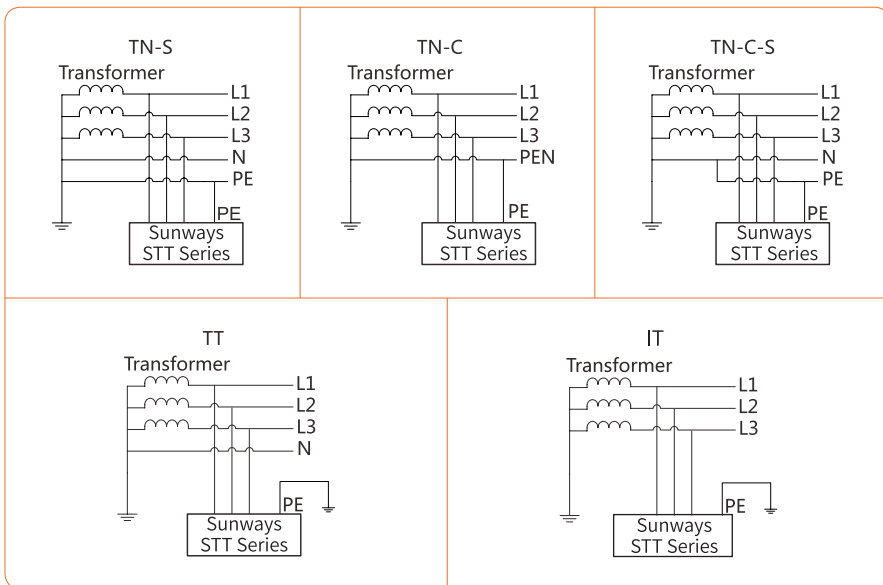 TN-S
Transformer
L1
L2
L3
N
PE
PE
Sunways
STT Series
TN-C
Transformer
L1
L2
L3
PEN
PE
Sunways
STT Series
TN-C-S
Transformer
L1
L2
L3
N
PE
PE
Sunways
STT Series
TT
Transformer
L1
L2
L3
N
PE
Sunways
STT Series
IT
Transformer
L1
L2
L3
PE
Sunways
STT Series